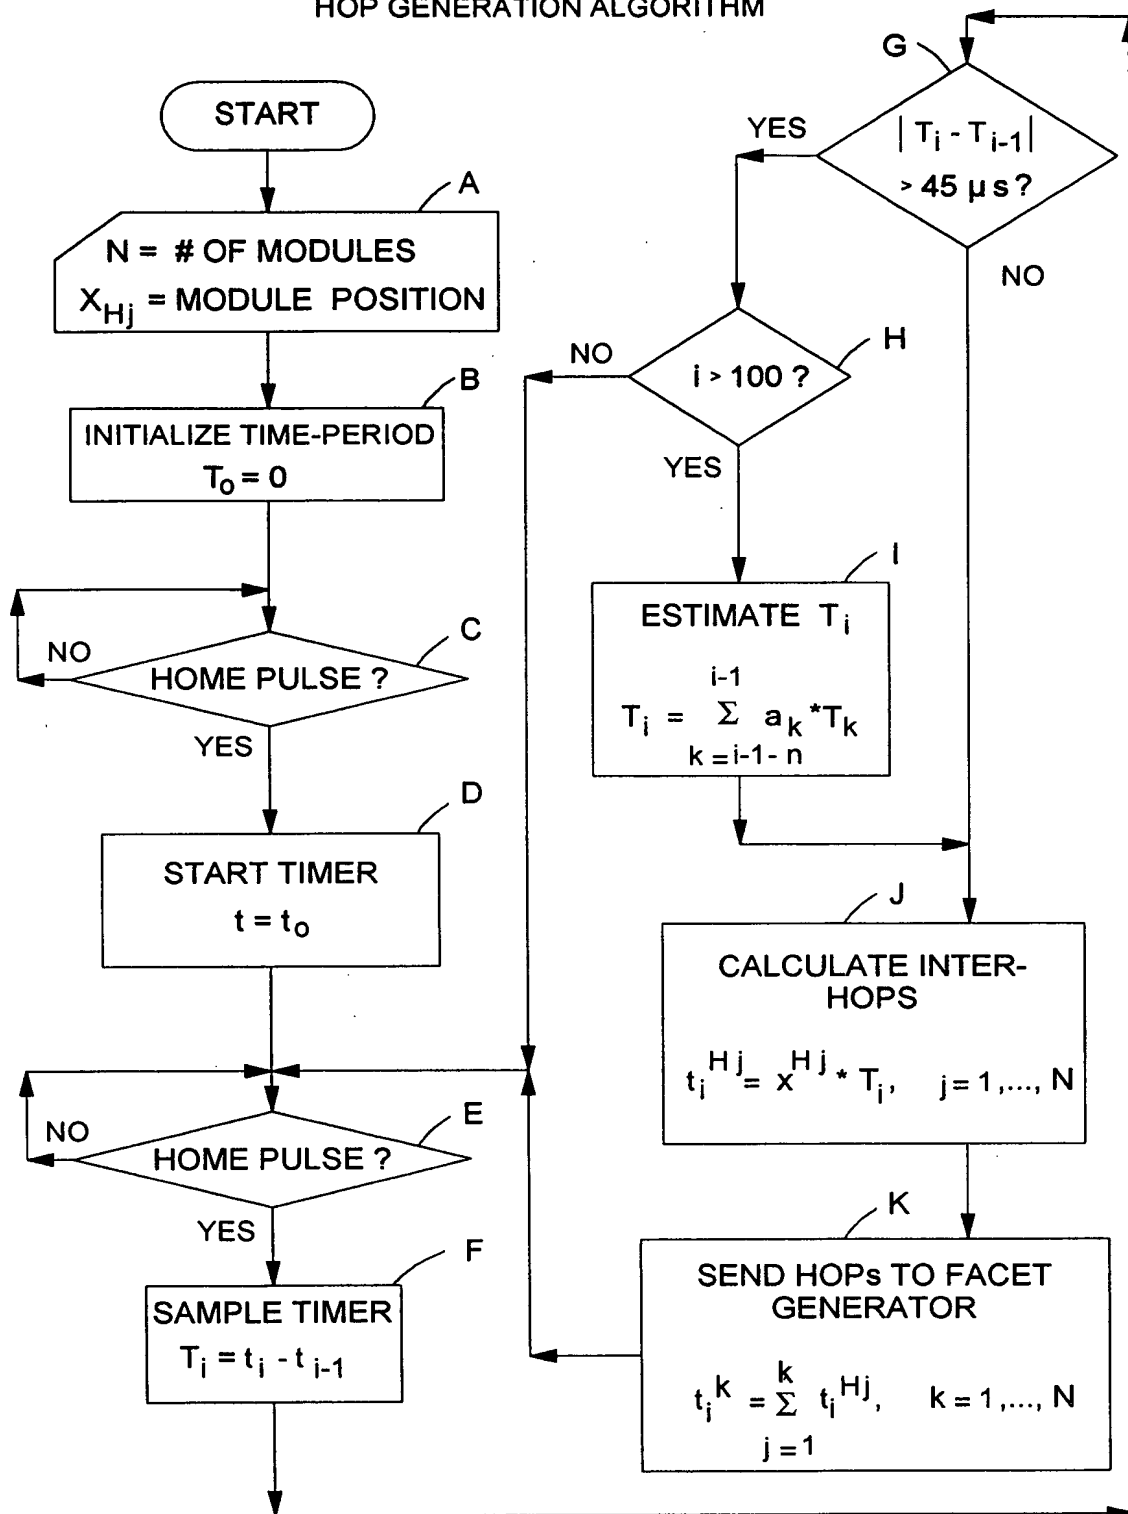 HOP GENERATION ALGORITHM
START
A
N = # OF MODULES
X_Hj = MODULE POSITION
B
INITIALIZE TIME-PERIOD
T_o = 0
C
HOME PULSE ?
NO
YES
D
START TIMER
t = t_o
E
HOME PULSE ?
NO
YES
F
SAMPLE TIMER
T_i = t_i - t_i-1
G
| T_i - T_i-1 |
> 45 µs ?
YES
NO
H
i > 100 ?
NO
YES
I
ESTIMATE T_i
i-1
T_i = Σ a_k * T_k
k = i-1- n
J
CALCULATE INTER-
HOPS
t_i^Hj = x^Hj * T_i, j = 1 ,..., N
K
SEND HOPs TO FACET
GENERATOR
k
t_i^k = Σ t_i^Hj, k = 1 ,..., N
j = 1